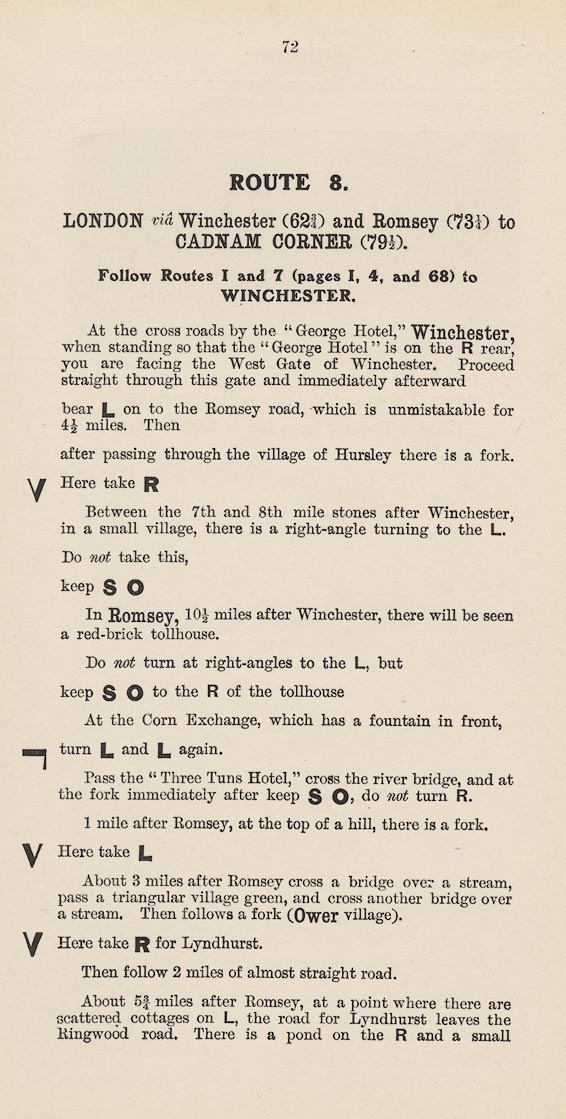 72
ROUTE 8.
LONDON viâ Winchester (62¾) and Romsey (73¼) to
CADNAM CORNER (79½).
Follow Routes I and 7 (pages I, 4, and 68) to
WINCHESTER.
At the cross roads by the "George Hotel," Winchester,
when standing so that the "George Hotel" is on the R rear,
you are facing the West Gate of Winchester. Proceed
straight through this gate and immediately afterward
bear L on to the Romsey road, which is unmistakable for
4½ miles. Then
after passing through the village of Hursley there is a fork.
V Here take R
Between the 7th and 8th mile stones after Winchester,
in a small village, there is a right-angle turning to the L.
Do not take this,
keep S O
In Romsey, 10½ miles after Winchester, there will be seen
a red-brick tollhouse.
Do not turn at right-angles to the L, but
keep S O to the R of the tollhouse
At the Corn Exchange, which has a fountain in front,
turn L and L again.
Pass the "Three Tuns Hotel," cross the river bridge, and at
the fork immediately after keep S O, do not turn R.
1 mile after Romsey, at the top of a hill, there is a fork.
V Here take L
About 3 miles after Romsey cross a bridge over a stream,
pass a triangular village green, and cross another bridge over
a stream. Then follows a fork (Ower village).
V Here take R for Lyndhurst.
Then follow 2 miles of almost straight road.
About 5¾ miles after Romsey, at a point where there are
scattered cottages on L, the road for Lyndhurst leaves the
Ringwood road. There is a pond on the R and a small